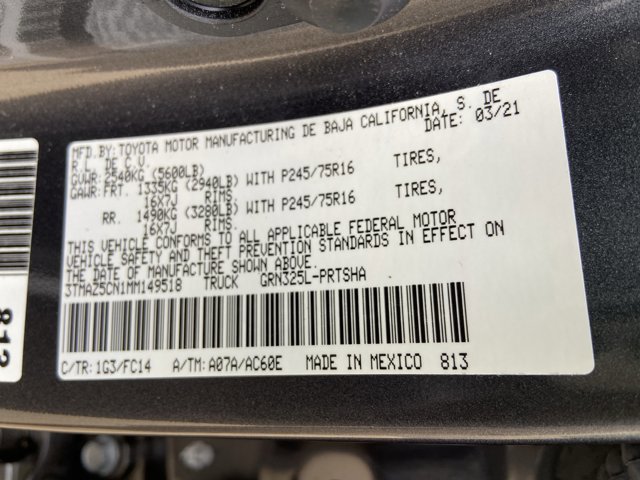 MFD.BY: TOYOTA MOTOR MANUFACTURING DE BAJA CALIFORNIA, S. DE
R.L. DE C.V. DATE: 03/21
GVWR: 2540KG (5600LB)
GAWR: FRT. 1335KG (2940LB) WITH P245/75R16 TIRES,
16X7J RIMS,
RR. 1490KG (3280LB) WITH P245/75R16 TIRES,
16X7J RIMS.
THIS VEHICLE CONFORMS TO ALL APPLICABLE FEDERAL MOTOR
VEHICLE SAFETY AND THEFT PREVENTION STANDARDS IN EFFECT ON
THE DATE OF MANUFACTURE SHOWN ABOVE.
3TMAZ5CN1MM149518 TRUCK GRN325L-PRTSHA
C/TR: 1G3/FC14 A/TM: A07A/AC60E MADE IN MEXICO 813
813